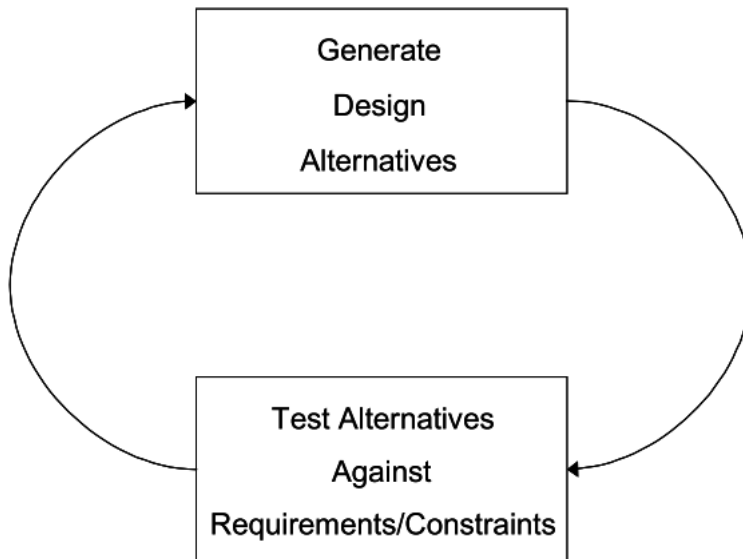 Generate
Design
Alternatives
Test Alternatives
Against
Requirements/Constraints